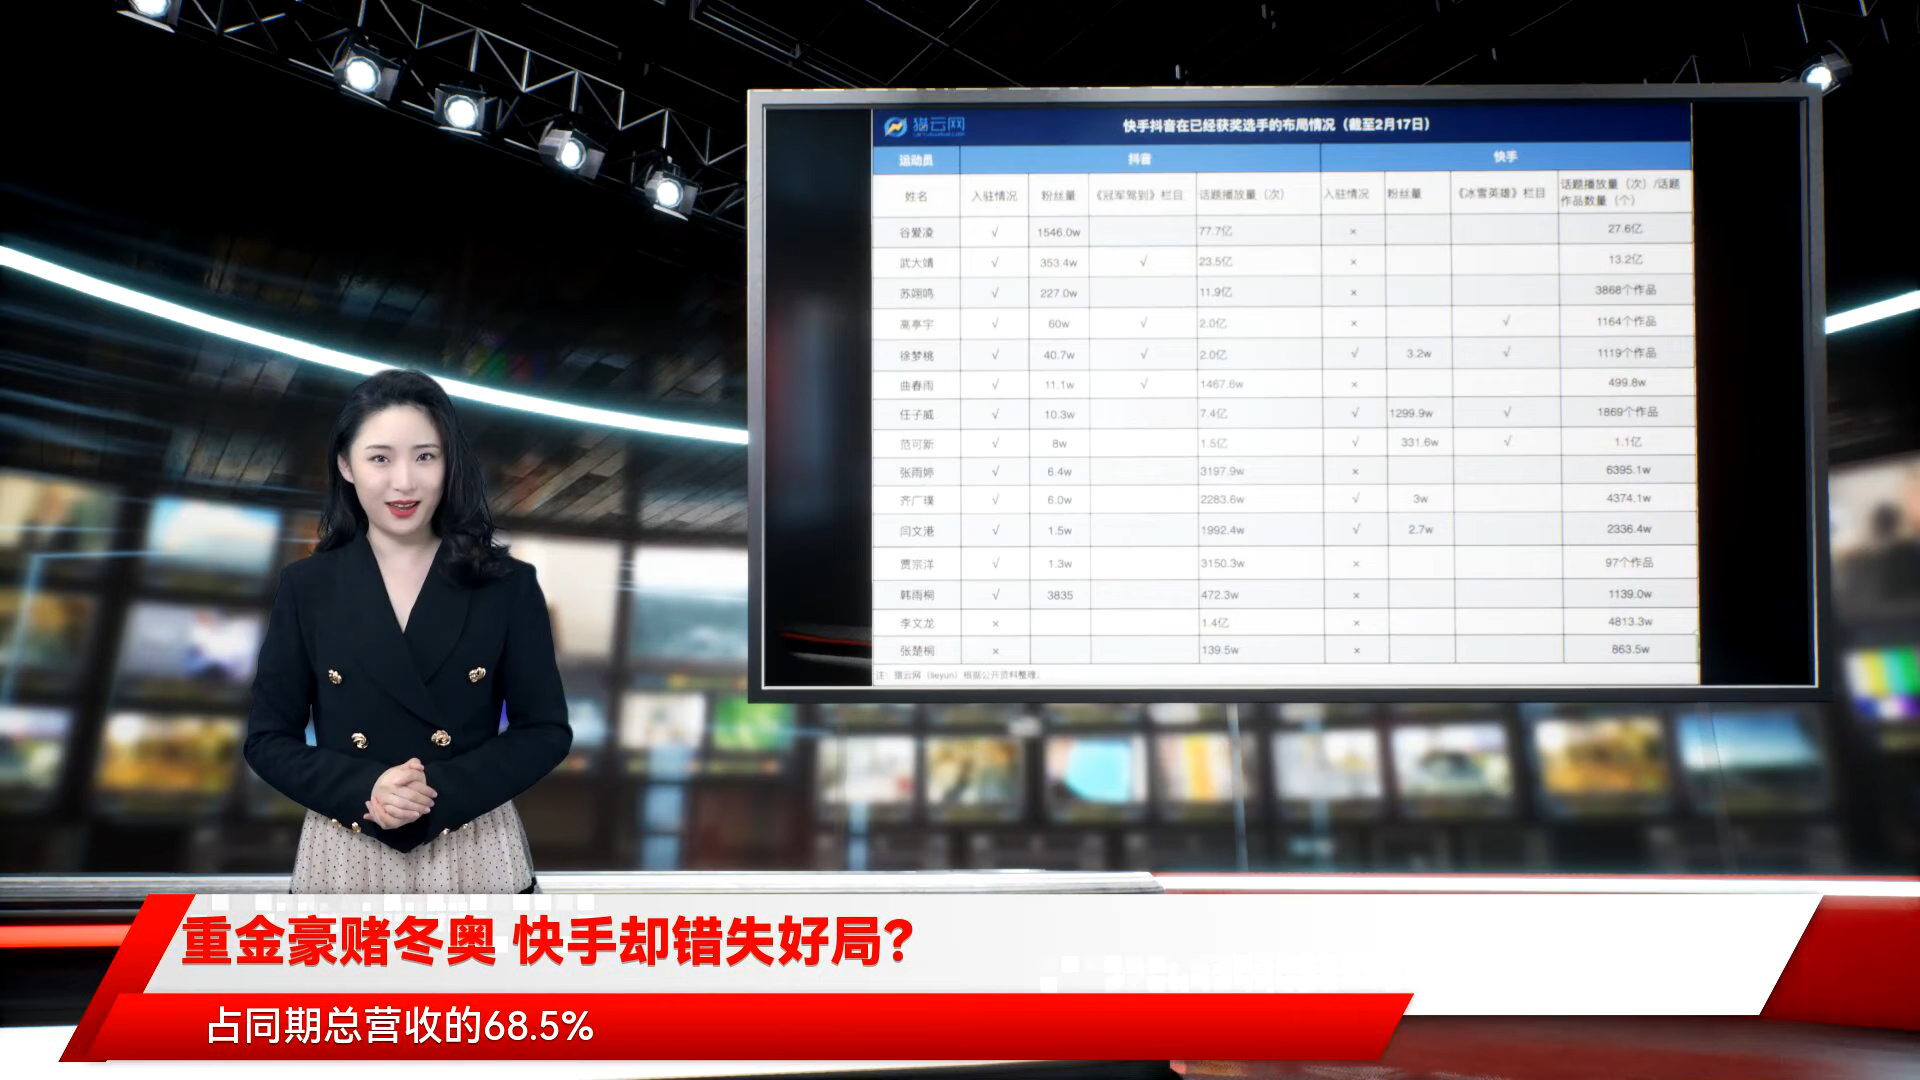 猎云网
快手抖音在已经获奖选手的布局情况（截至2月17日）
运动员 抖音 快手
姓名 入驻情况 粉丝量 《冠军驾到》栏目 话题播放量（次） 入驻情况 粉丝量 《冰雪英雄》栏目 话题播放量（次）/话题作品数量（个）
谷爱凌 √ 1546.0w 77.7亿 × 27.6亿
武大靖 √ 353.4w √ 23.5亿 × 13.2亿
苏翊鸣 √ 227.0w 11.9亿 × 3868个作品
高亭宇 √ 60w √ 2.0亿 × √ 1164个作品
徐梦桃 √ 40.7w √ 2.0亿 √ 3.2w √ 1119个作品
曲春雨 √ 11.1w √ 1467.6w × 499.8w
任子威 √ 10.3w 7.4亿 √ 1299.9w √ 1869个作品
范可新 √ 8w 1.5亿 √ 331.6w √ 1.1亿
张雨婷 √ 6.4w 3197.9w × 6395.1w
齐广璞 √ 6.0w 2283.6w √ 3w 4374.1w
闫文港 √ 1.5w 1992.4w √ 2.7w 2336.4w
贾宗洋 √ 1.3w 3150.3w × 97个作品
韩雨桐 √ 3835 472.3w × 1139.0w
李文龙 × 1.4亿 × 4813.3w
张楚桐 × 139.5w × 863.5w
注：猎云网（lieyun）根据公开资料整理。
重金豪赌冬奥 快手却错失好局?
占同期总营收的68.5%